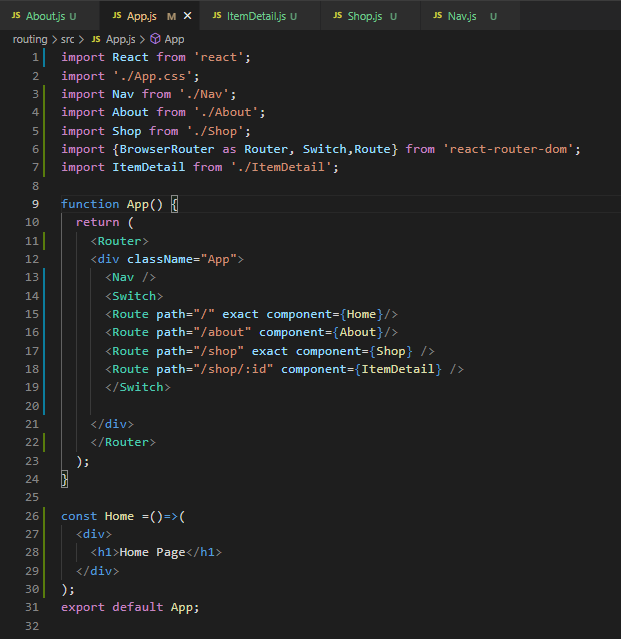 JS About.js U JS App.js M × JS ItemDetail.js U JS Shop.js U JS Nav.js U
routing > src > JS App.js > App
1 import React from 'react';
2 import './App.css';
3 import Nav from './Nav';
4 import About from './About';
5 import Shop from './Shop';
6 import {BrowserRouter as Router, Switch,Route} from 'react-router-dom';
7 import ItemDetail from './ItemDetail';
8
9 function App() {
10 return (
11 <Router>
12 <div className="App">
13 <Nav />
14 <Switch>
15 <Route path="/" exact component={Home}/>
16 <Route path="/about" component={About}/>
17 <Route path="/shop" exact component={Shop} />
18 <Route path="/shop/:id" component={ItemDetail} />
19 </Switch>
20
21 </div>
22 </Router>
23 );
24 }
25
26 const Home =()=>(
27 <div>
28 <h1>Home Page</h1>
29 </div>
30 );
31 export default App;
32